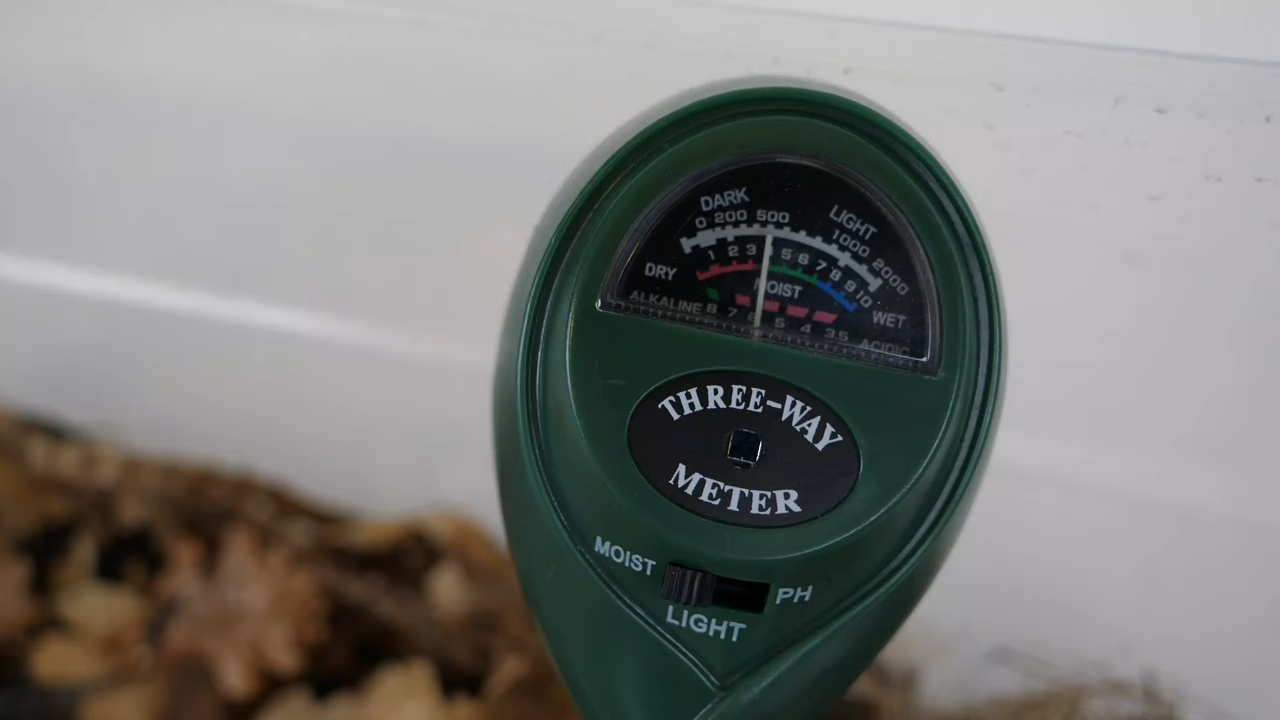 DARK LIGHT
0 200 500 1000 2000
1 2 3 5 6 7 8 9 10
DRY MOIST WET
ALKALINE 8 7 5 4 3.5 ACIDIC
THREE-WAY
METER
MOIST PH
LIGHT